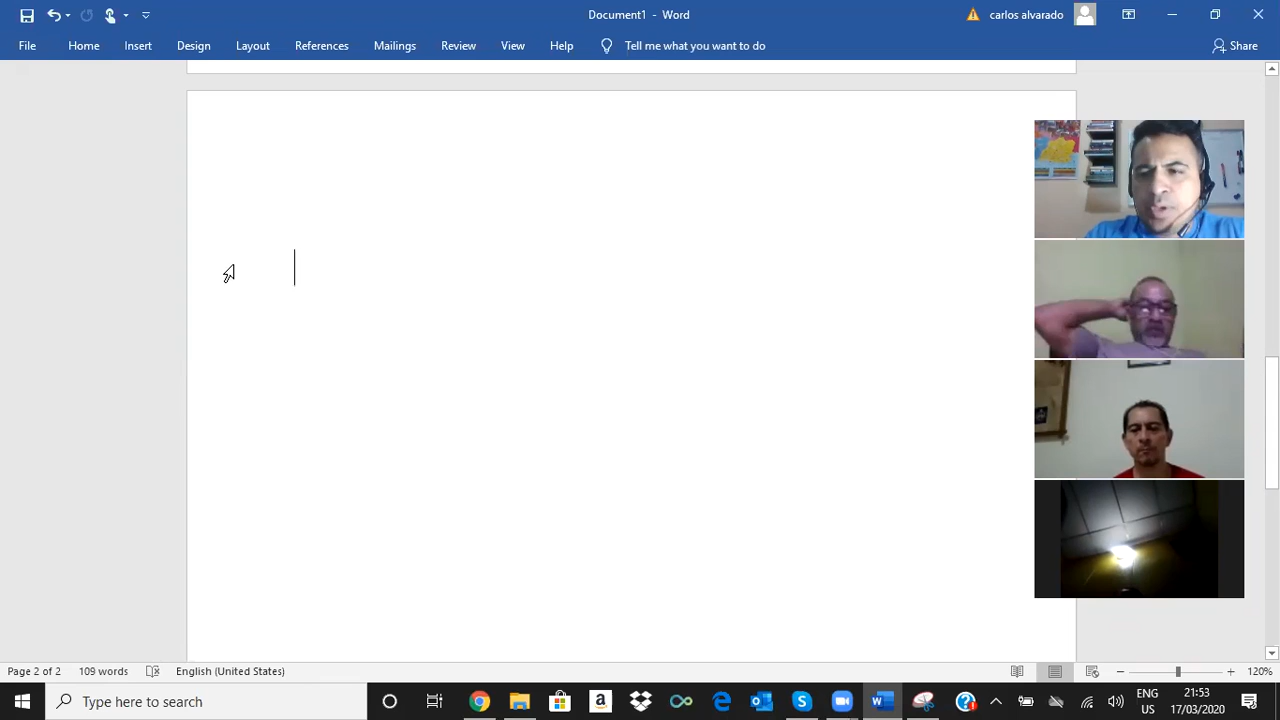 Document1 - Word
carlos alvarado
File Home Insert Design Layout References Mailings Review View Help Tell me what you want to do Share
Page 2 of 2 109 words English (United States) 120%
Type here to search
ENG 21:53
US 17/03/2020